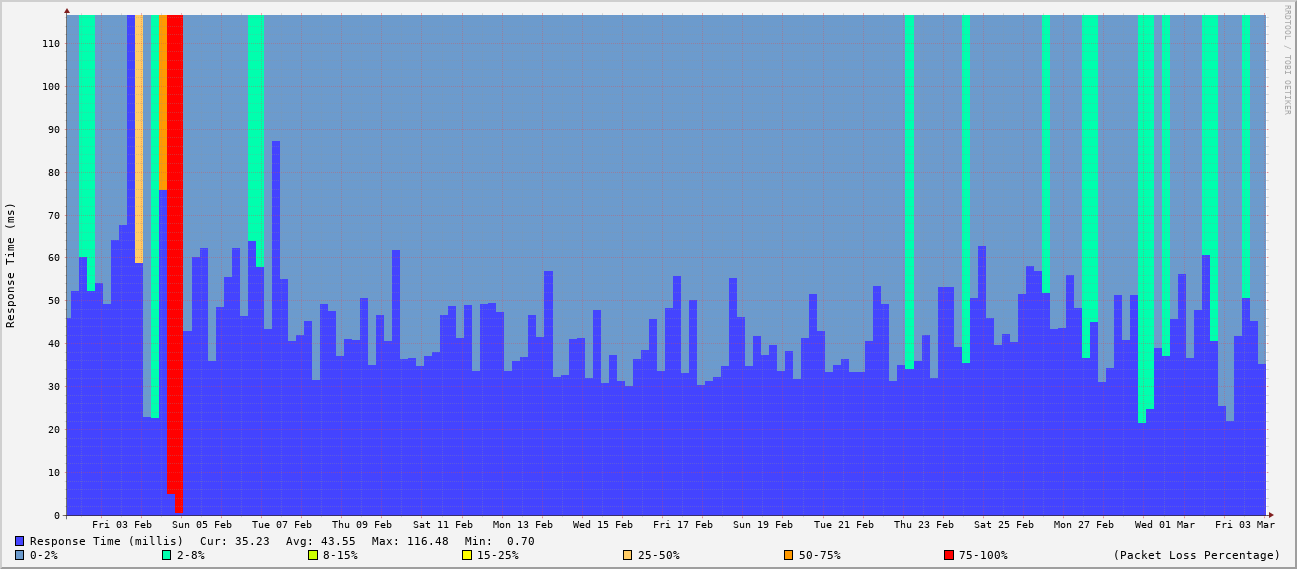 RRDTOOL / TOBI OETIKER
Response Time (ms)
110
100
90
80
70
60
50
40
30
20
10
0
Fri 03 Feb Sun 05 Feb Tue 07 Feb Thu 09 Feb Sat 11 Feb Mon 13 Feb Wed 15 Feb Fri 17 Feb Sun 19 Feb Tue 21 Feb Thu 23 Feb Sat 25 Feb Mon 27 Feb Wed 01 Mar Fri 03 Mar
Response Time (millis) Cur: 35.23 Avg: 43.55 Max: 116.48 Min: 0.70
0-2% 2-8% 8-15% 15-25% 25-50% 50-75% 75-100% (Packet Loss Percentage)